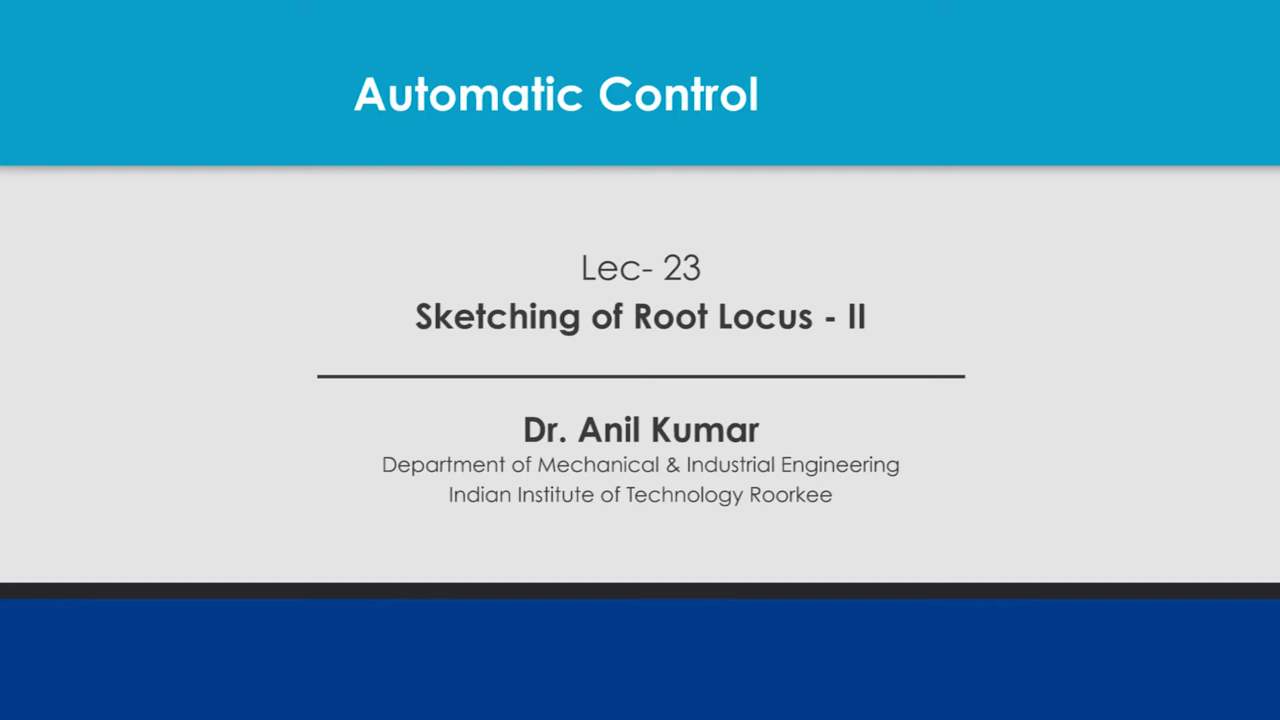 Automatic Control
Lec- 23
Sketching of Root Locus - II
Dr. Anil Kumar
Department of Mechanical & Industrial Engineering
Indian Institute of Technology Roorkee